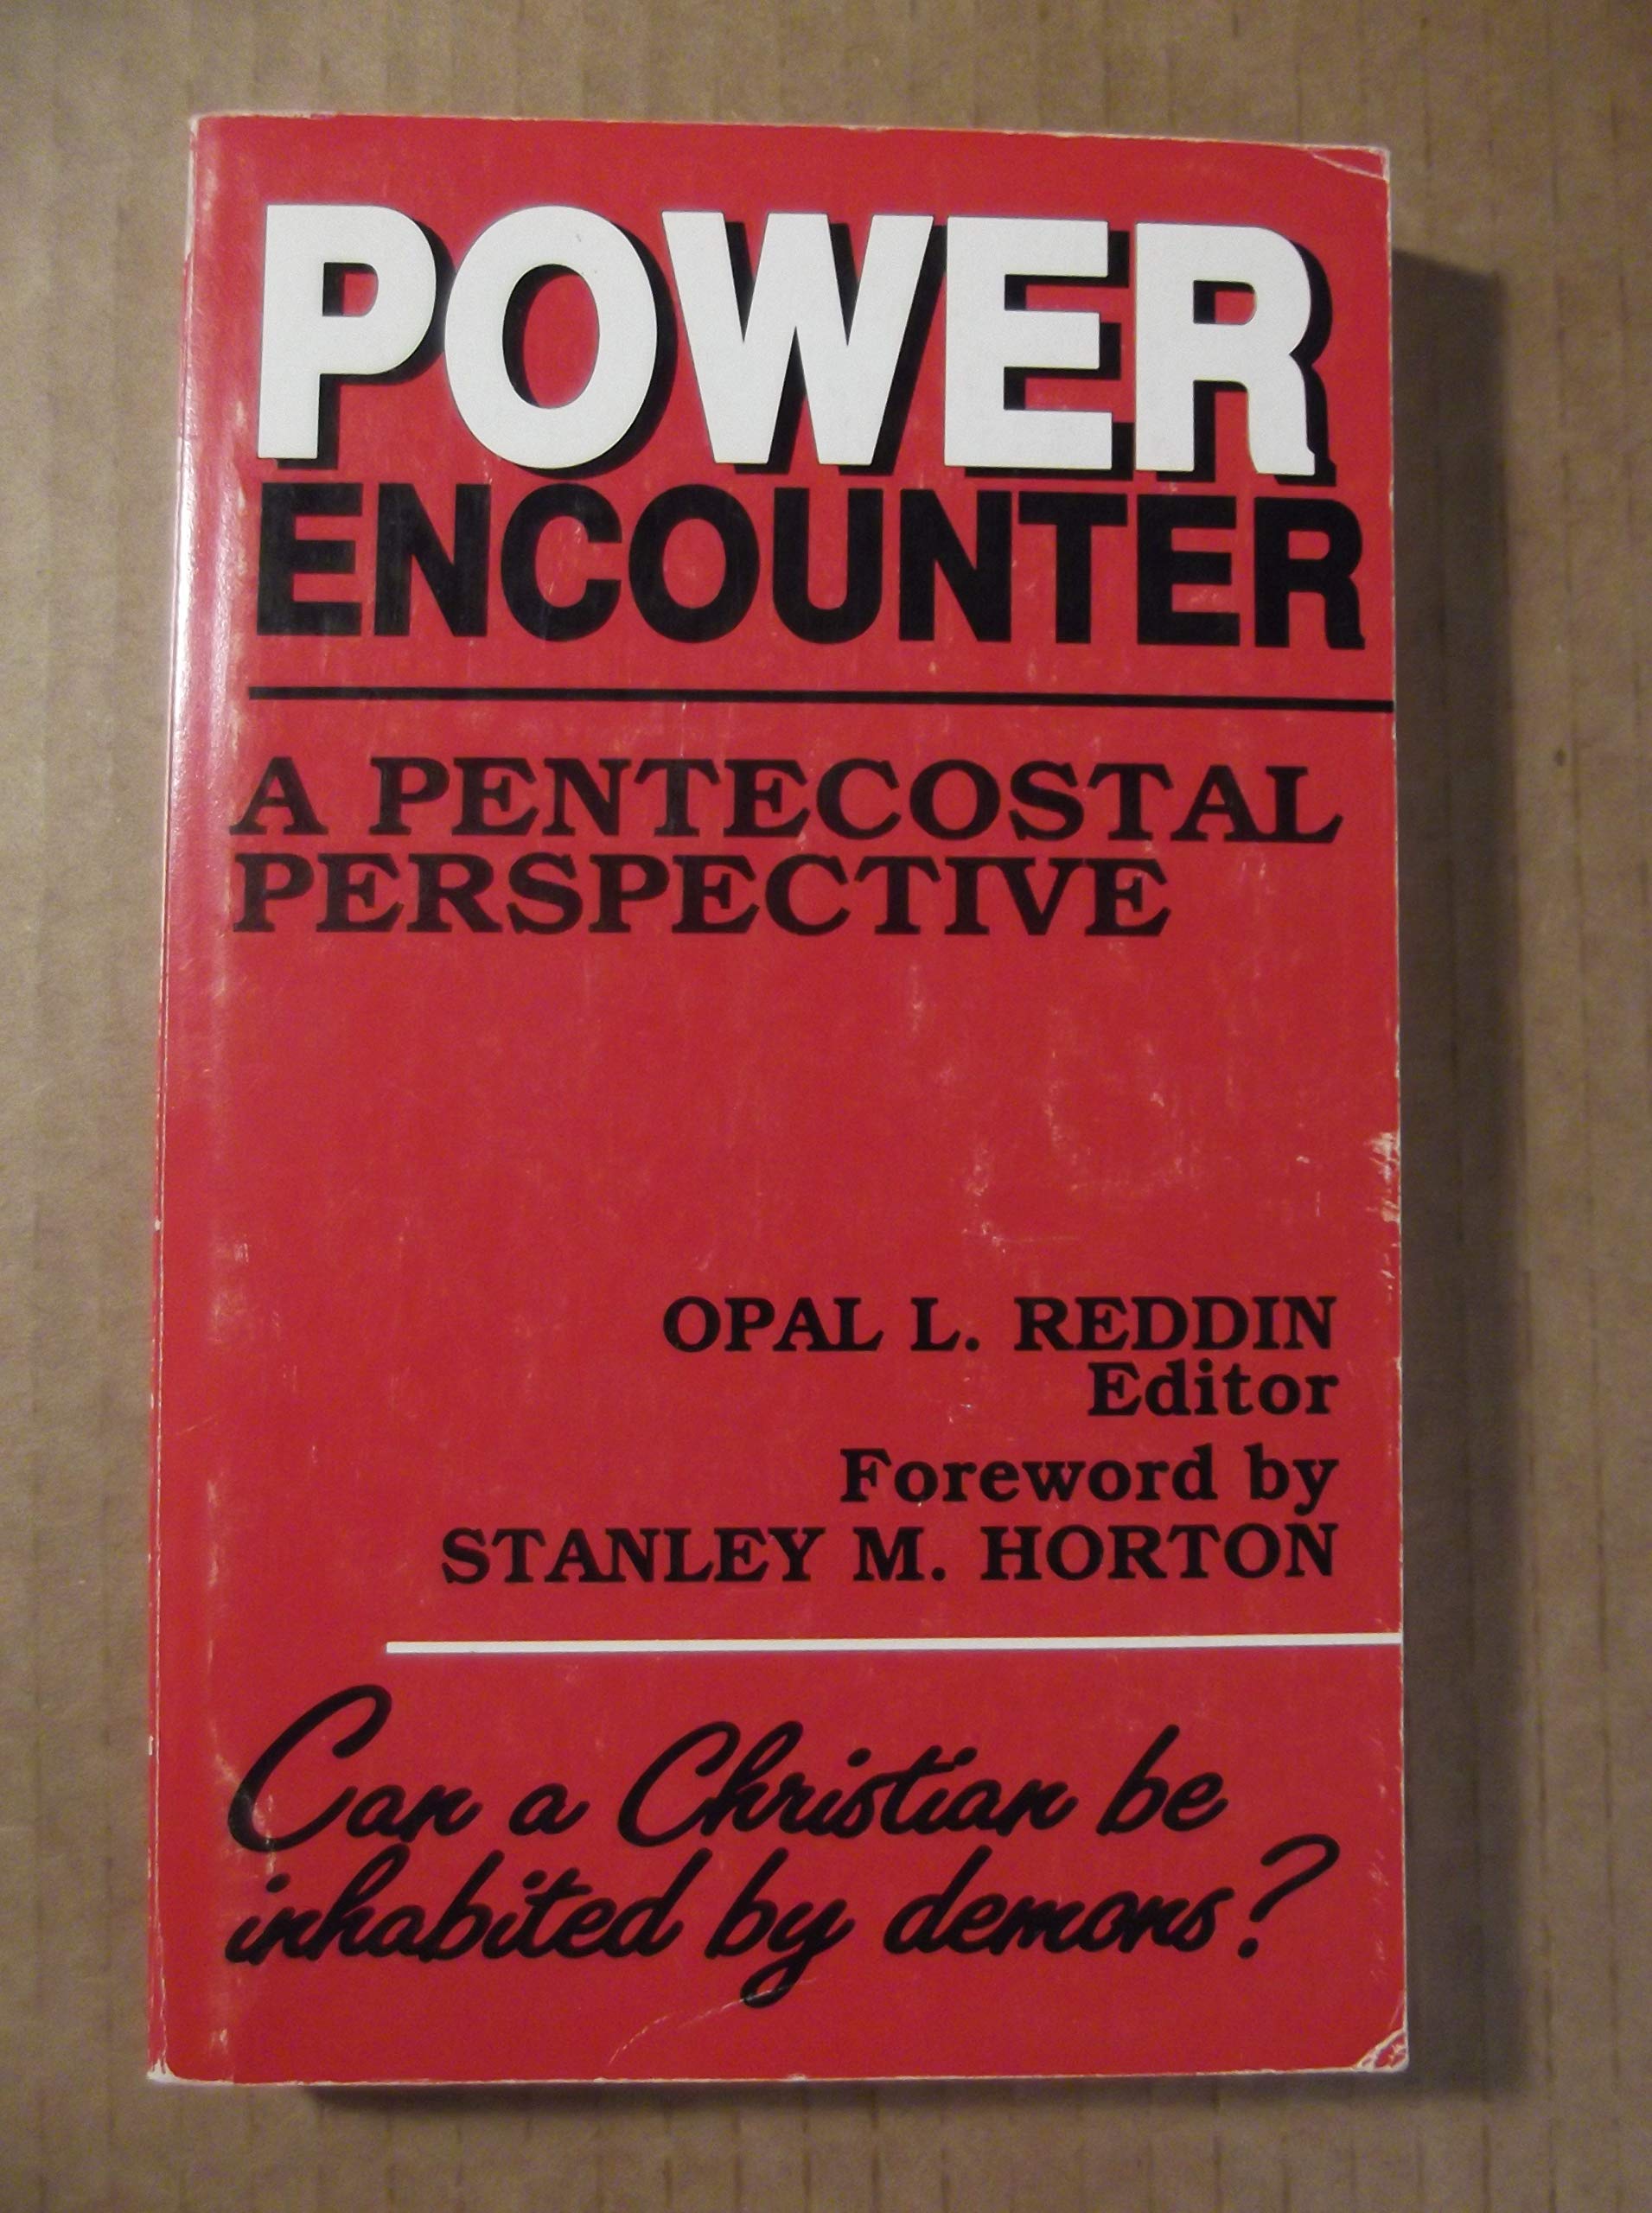 POWER
ENCOUNTER
A PENTECOSTAL
PERSPECTIVE
OPAL L. REDDIN
Editor
Foreword by
STANLEY M. HORTON
Can a Christian be
inhabited by demons?